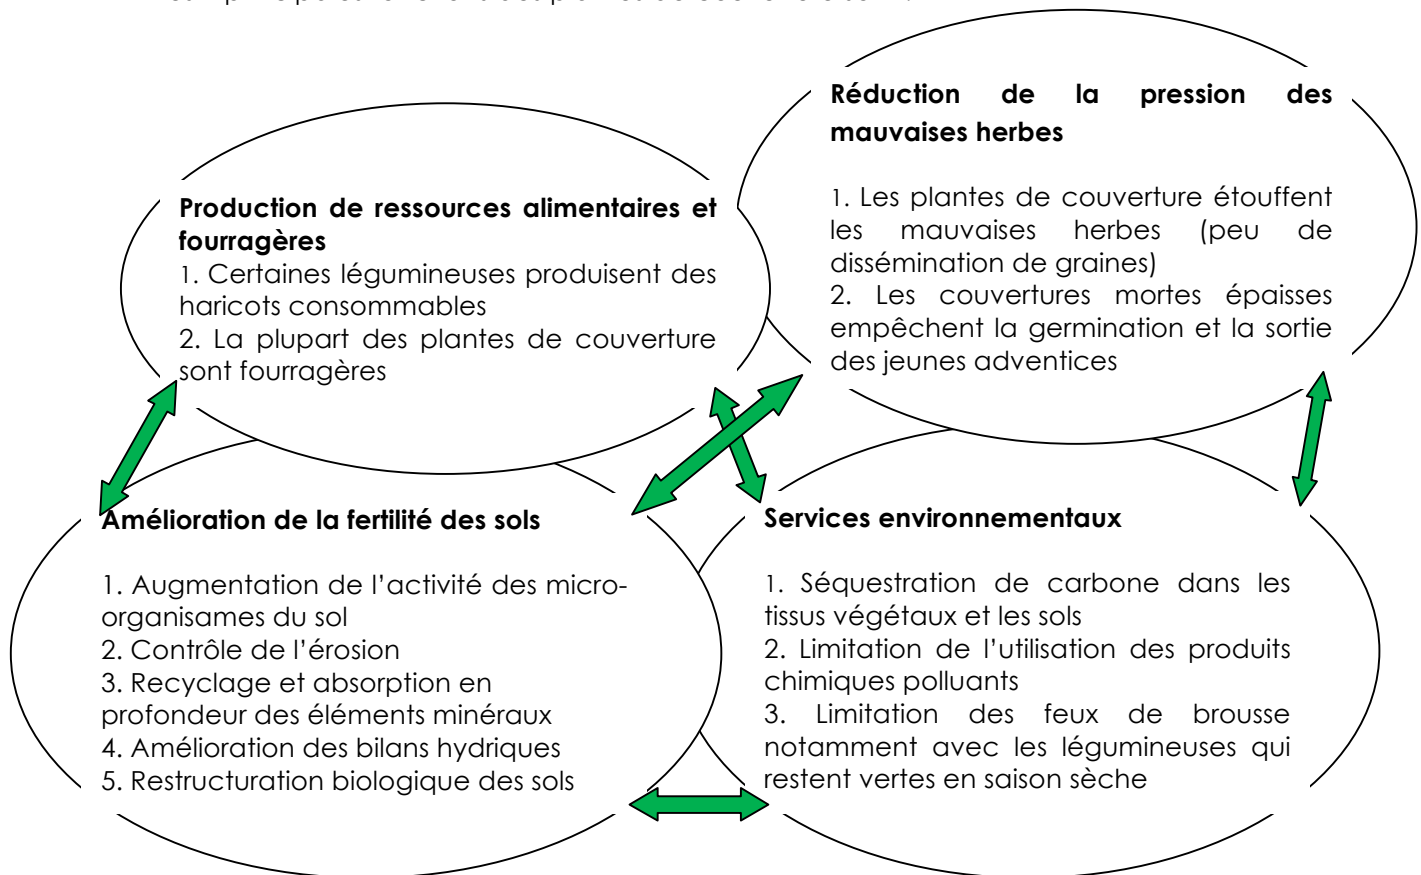 Réduction de la pression des
mauvaises herbes
1. Les plantes de couverture étouffent
les mauvaises herbes (peu de
dissémination de graines)
2. Les couvertures mortes épaisses
empêchent la germination et la sortie
des jeunes adventices
Production de ressources alimentaires et
fourragères
1. Certaines légumineuses produisent des
haricots consommables
2. La plupart des plantes de couverture
sont fourragères
Amélioration de la fertilité des sols
1. Augmentation de l’activité des micro-
organisames du sol
2. Contrôle de l’érosion
3. Recyclage et absorption en
profondeur des éléments minéraux
4. Amélioration des bilans hydriques
5. Restructuration biologique des sols
Services environnementaux
1. Séquestration de carbone dans les
tissus végétaux et les sols
2. Limitation de l’utilisation des produits
chimiques polluants
3. Limitation des feux de brousse
notamment avec les légumineuses qui
restent vertes en saison sèche